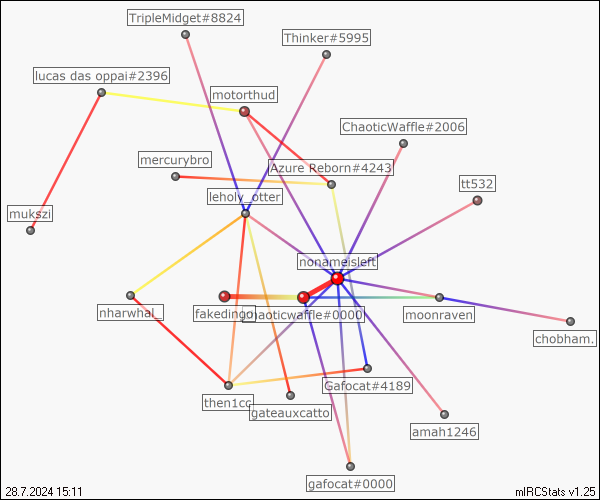 TripleMidget#8824
Thinker#5995
lucas das oppai#2396
motorthud
ChaoticWaffle#2006
mercurybro
Azure Reborn#4243
tt532
leholy_otter
mukszi
nonameisleft
nharwhal_
fakedingo
chaoticwaffle#0000
moonraven
chobham.
Gafocat#4189
then1cc
gateauxcatto
amah1246
gafocat#0000
28.7.2024 15:11
mIRCStats v1.25